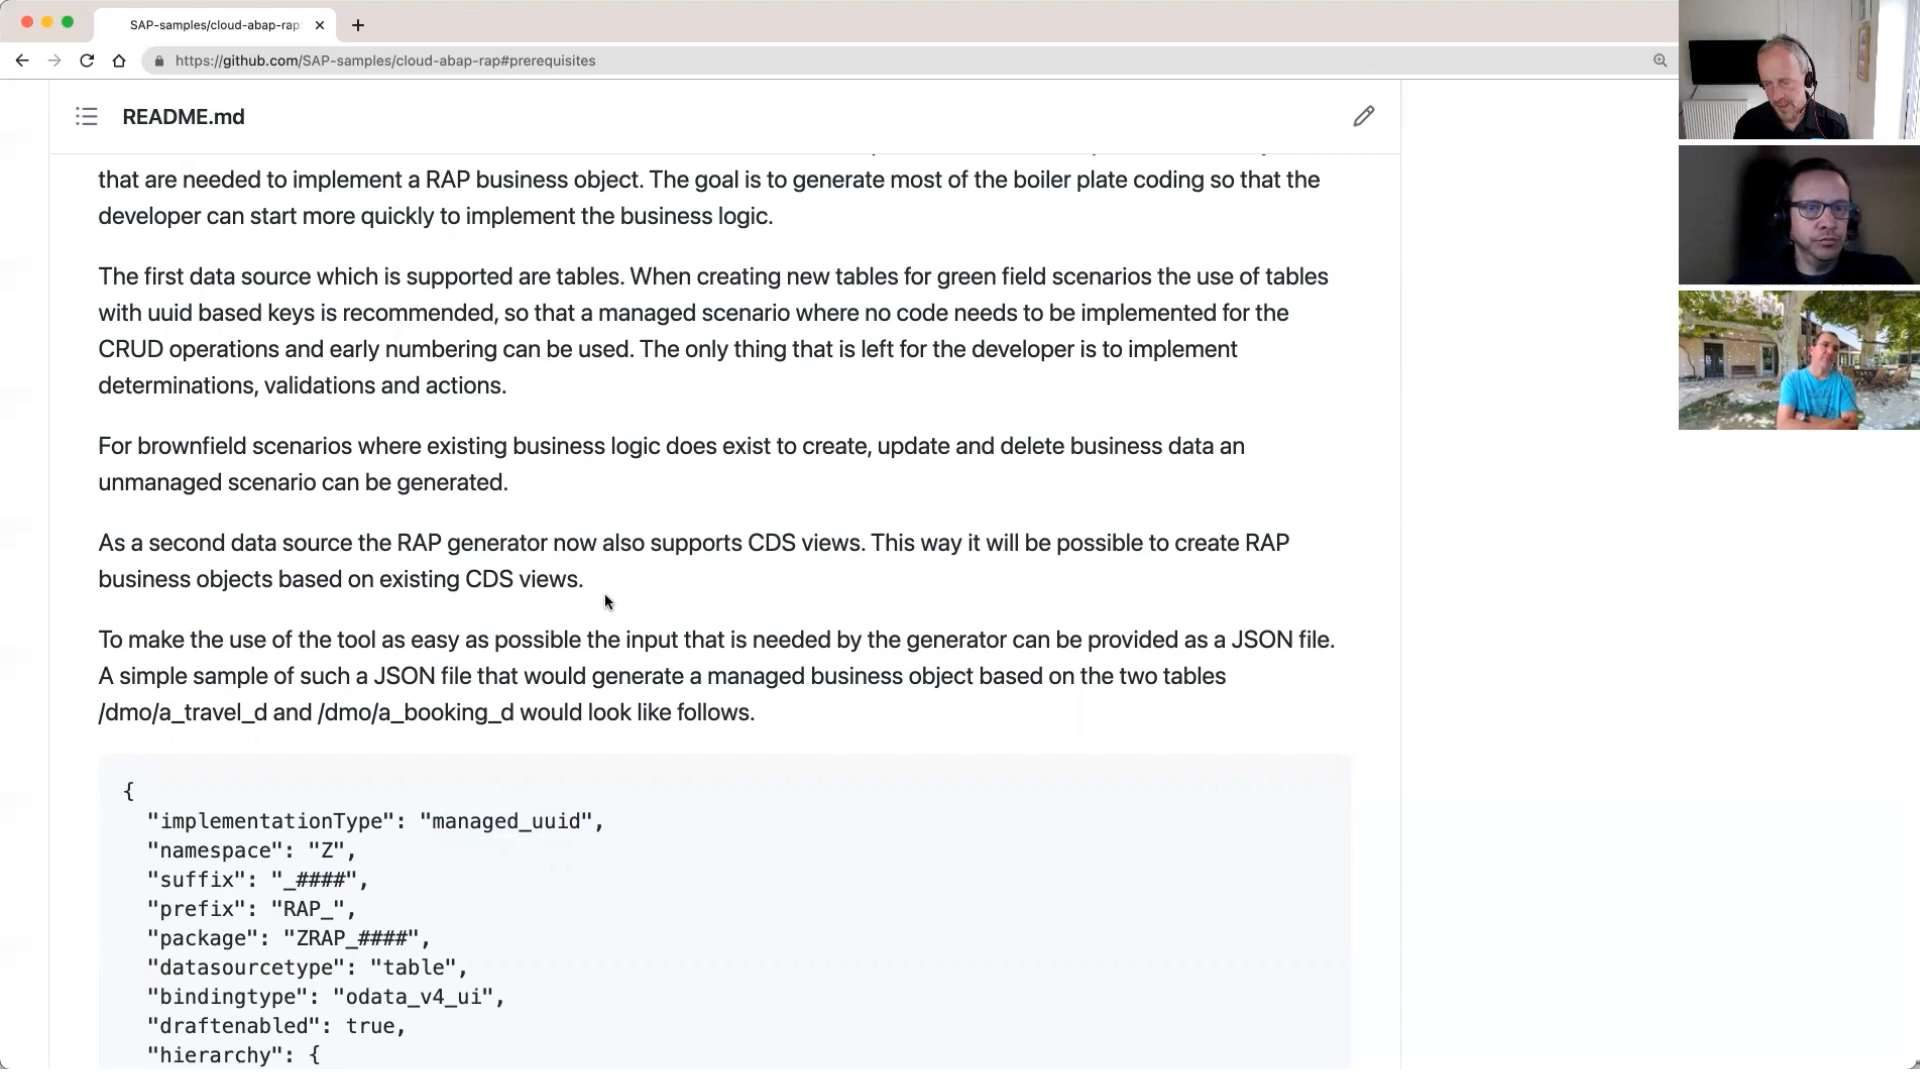 SAP-samples/cloud-abap-rap
https://github.com/SAP-samples/cloud-abap-rap#prerequisites
README.md
that are needed to implement a RAP business object. The goal is to generate most of the boiler plate coding so that the
developer can start more quickly to implement the business logic.
The first data source which is supported are tables. When creating new tables for green field scenarios the use of tables
with uuid based keys is recommended, so that a managed scenario where no code needs to be implemented for the
CRUD operations and early numbering can be used. The only thing that is left for the developer is to implement
determinations, validations and actions.
For brownfield scenarios where existing business logic does exist to create, update and delete business data an
unmanaged scenario can be generated.
As a second data source the RAP generator now also supports CDS views. This way it will be possible to create RAP
business objects based on existing CDS views.
To make the use of the tool as easy as possible the input that is needed by the generator can be provided as a JSON file.
A simple sample of such a JSON file that would generate a managed business object based on the two tables
/dmo/a_travel_d and /dmo/a_booking_d would look like follows.
{
"implementationType": "managed_uuid",
"namespace": "Z",
"suffix": "_####",
"prefix": "RAP_",
"package": "ZRAP_####",
"datasourcetype": "table",
"bindingtype": "odata_v4_ui",
"draftenabled": true,
"hierarchy": {